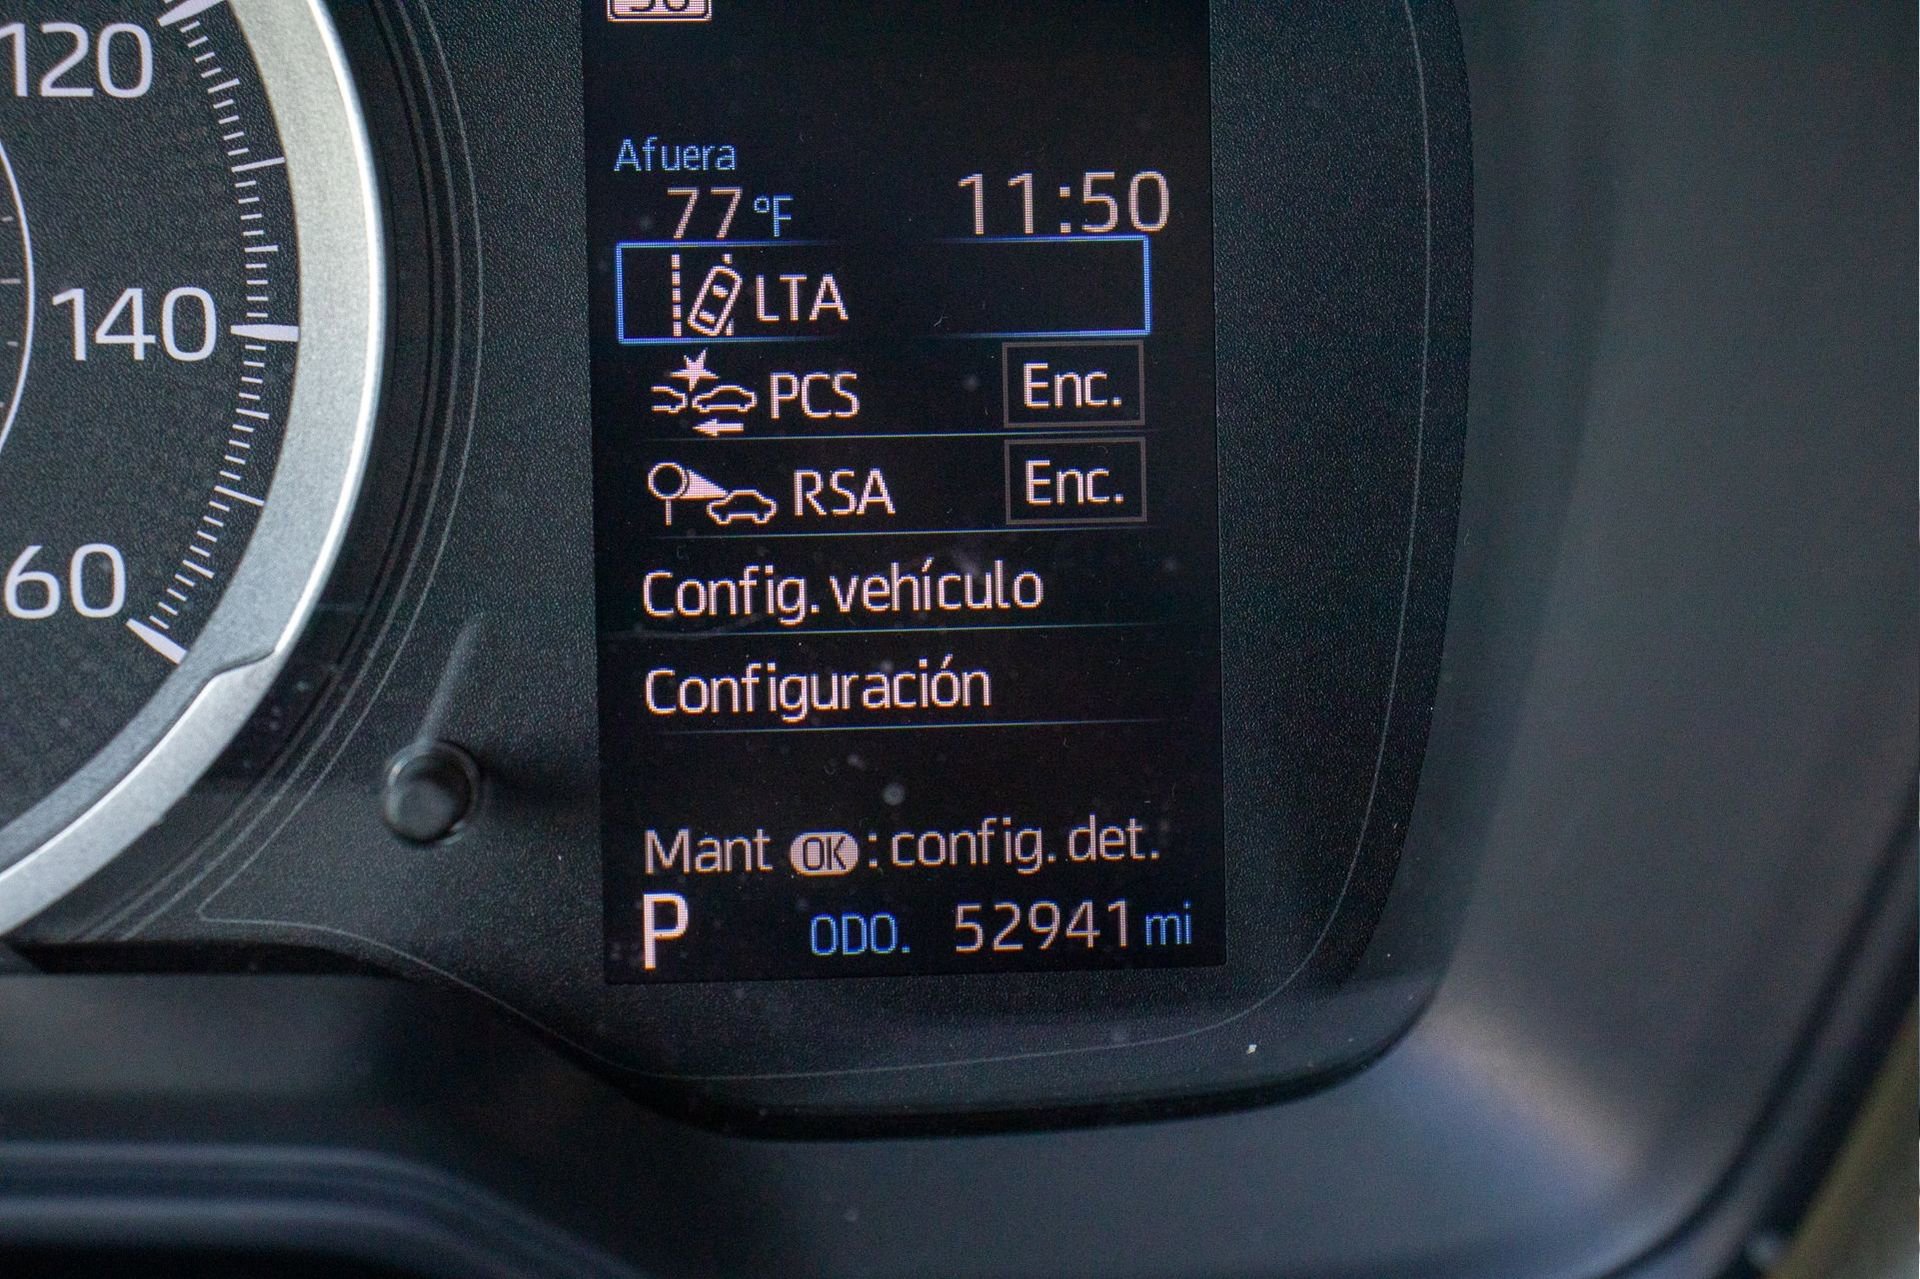 120
140
60
Afuera
77 °F 11:50
LTA
PCS Enc.
RSA Enc.
Config. vehículo
Configuración
Mant OK : config. det.
P ODO. 52941 mi